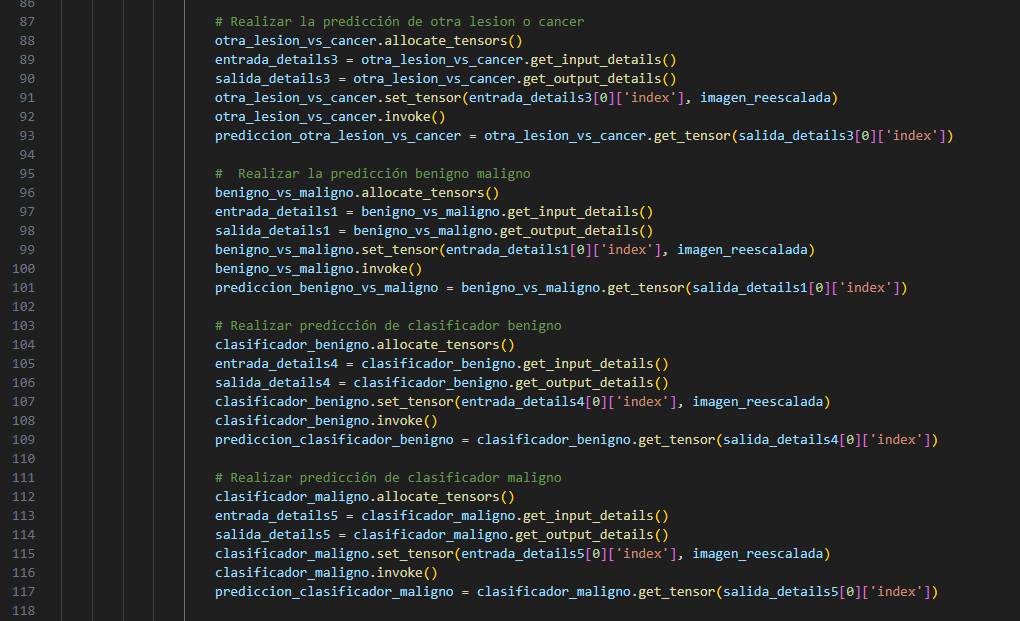 86
87 # Realizar la predicción de otra lesion o cancer
88 otra_lesion_vs_cancer.allocate_tensors()
89 entrada_details3 = otra_lesion_vs_cancer.get_input_details()
90 salida_details3 = otra_lesion_vs_cancer.get_output_details()
91 otra_lesion_vs_cancer.set_tensor(entrada_details3[0]['index'], imagen_reescalada)
92 otra_lesion_vs_cancer.invoke()
93 prediccion_otra_lesion_vs_cancer = otra_lesion_vs_cancer.get_tensor(salida_details3[0]['index'])
94
95 #  Realizar la predicción benigno maligno
96 benigno_vs_maligno.allocate_tensors()
97 entrada_details1 = benigno_vs_maligno.get_input_details()
98 salida_details1 = benigno_vs_maligno.get_output_details()
99 benigno_vs_maligno.set_tensor(entrada_details1[0]['index'], imagen_reescalada)
100 benigno_vs_maligno.invoke()
101 prediccion_benigno_vs_maligno = benigno_vs_maligno.get_tensor(salida_details1[0]['index'])
102
103 # Realizar predicción de clasificador benigno
104 clasificador_benigno.allocate_tensors()
105 entrada_details4 = clasificador_benigno.get_input_details()
106 salida_details4 = clasificador_benigno.get_output_details()
107 clasificador_benigno.set_tensor(entrada_details4[0]['index'], imagen_reescalada)
108 clasificador_benigno.invoke()
109 prediccion_clasificador_benigno = clasificador_benigno.get_tensor(salida_details4[0]['index'])
110
111 # Realizar predicción de clasificador maligno
112 clasificador_maligno.allocate_tensors()
113 entrada_details5 = clasificador_maligno.get_input_details()
114 salida_details5 = clasificador_maligno.get_output_details()
115 clasificador_maligno.set_tensor(entrada_details5[0]['index'], imagen_reescalada)
116 clasificador_maligno.invoke()
117 prediccion_clasificador_maligno = clasificador_maligno.get_tensor(salida_details5[0]['index'])
118